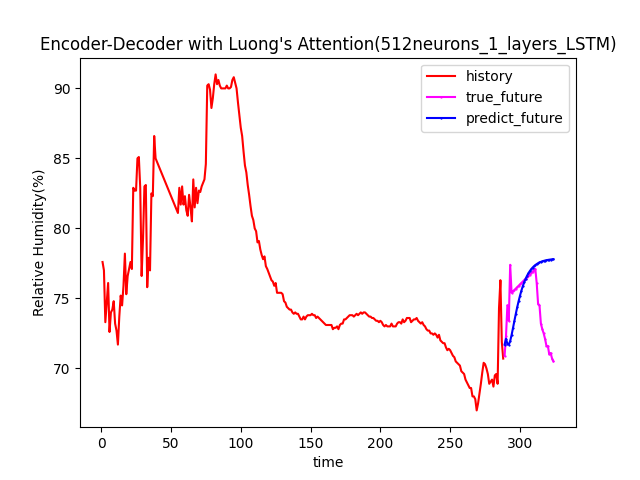 Encoder-Decoder with Luong's Attention(512neurons_1_layers_LSTM)
history
true_future
predict_future
Relative Humidity(%)
90
85
80
75
70
0 50 100 150 200 250 300
time